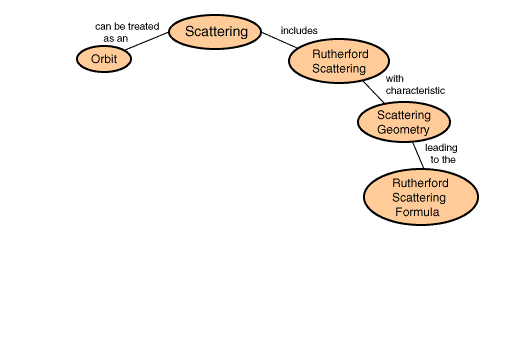 can be treated
as an
Scattering
includes
Orbit
Rutherford
Scattering
with
characteristic
Scattering
Geometry
leading
to the
Rutherford
Scattering
Formula